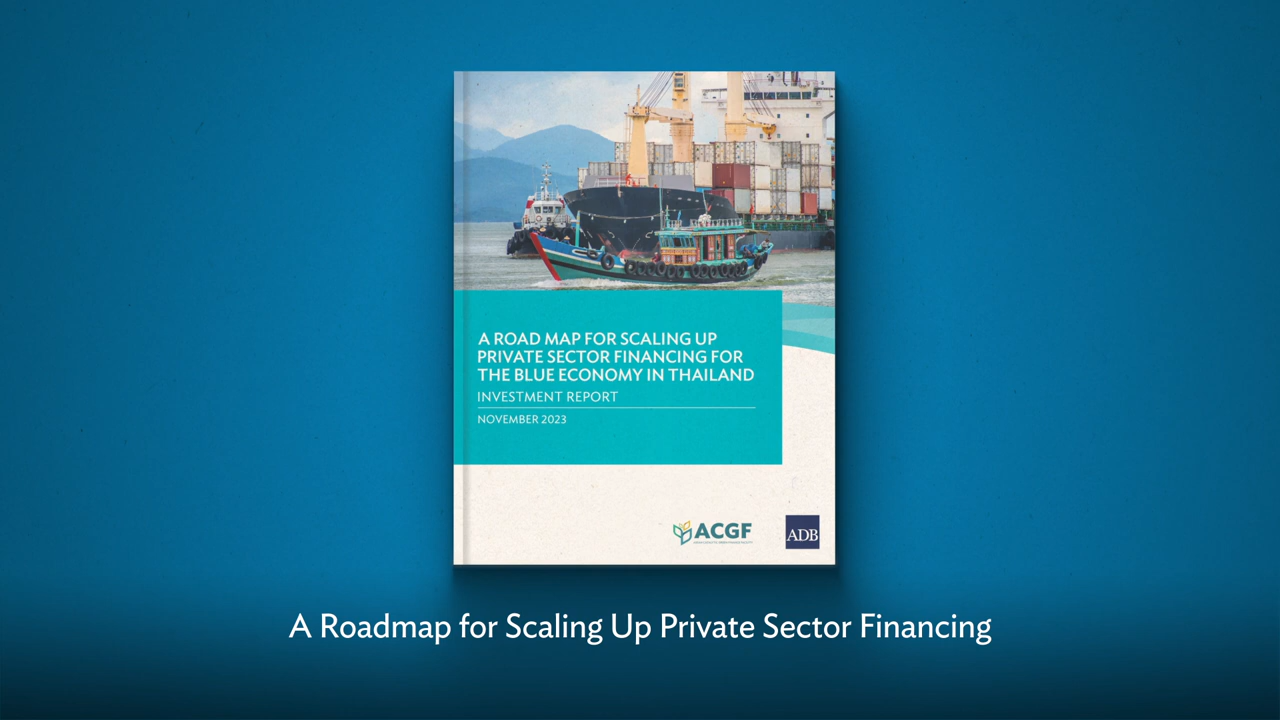 A ROAD MAP FOR SCALING UP
PRIVATE SECTOR FINANCING FOR
THE BLUE ECONOMY IN THAILAND
INVESTMENT REPORT
NOVEMBER 2023
ACGF
ADB
A Roadmap for Scaling Up Private Sector Financing